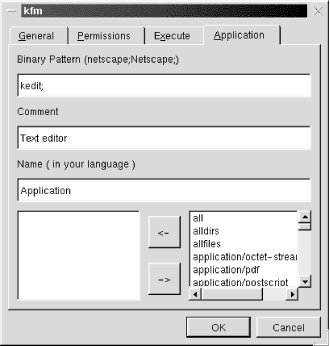 kfm
General Permissions Execute Application
Binary Pattern (netscape;Netscape;)
kedit;
Comment
Text editor
Name ( in your language )
Application
all
alldirs
allfiles
<-
application/octet-strea
application/pdf
->
application/postscript
OK Cancel